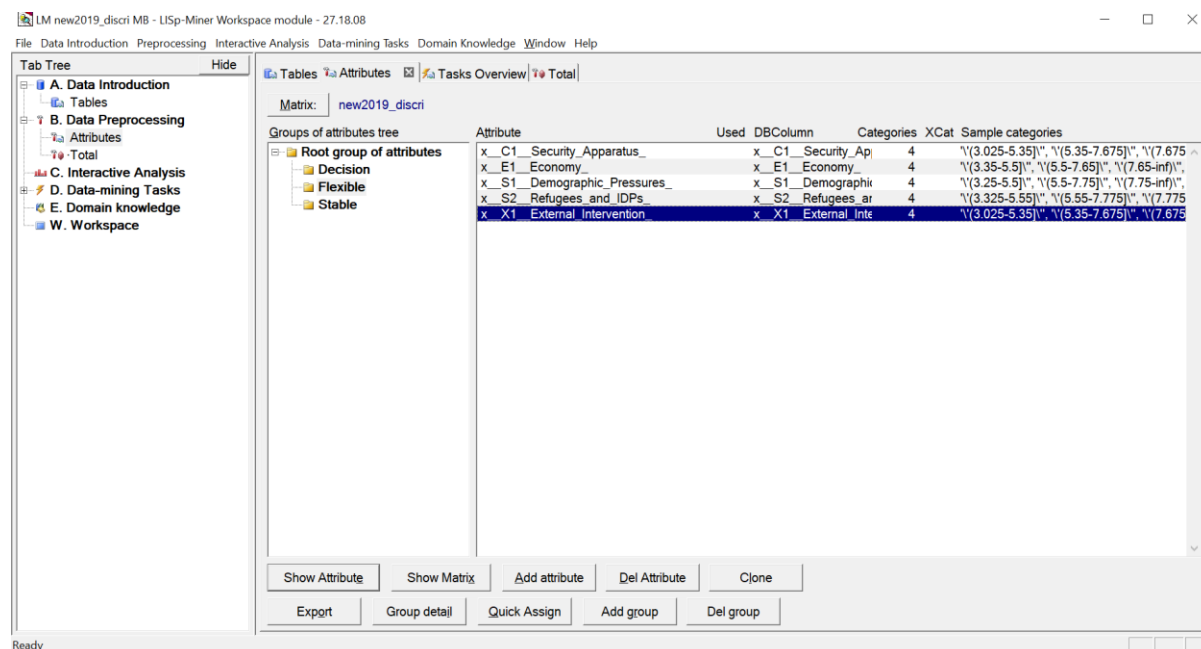 LM new2019_discri MB - LISp-Miner Workspace module - 27.18.08
File Data Introduction Preprocessing Interactive Analysis Data-mining Tasks Domain Knowledge Window Help
Tab Tree Hide
A. Data Introduction
Tables
B. Data Preprocessing
Attributes
-Total
C. Interactive Analysis
D. Data-mining Tasks
E. Domain knowledge
W. Workspace
Tables Attributes Tasks Overview Total
Matrix: new2019_discri
Groups of attributes tree
Root group of attributes
Decision
Flexible
Stable
Attribute Used DBColumn Categories XCat Sample categories
x__C1__Security_Apparatus_ x__C1__Security_Ap 4 "\'(3.025-5.35]\'', "\'(5.35-7.675]\'', "\'(7.675
x__E1__Economy_ x__E1__Economy_ 4 "\'(3.35-5.5]\'', "\'(5.5-7.65]\'', "\'(7.65-inf)\'',
x__S1__Demographic_Pressures_ x__S1__Demographic 4 "\'(3.25-5.5]\'', "\'(5.5-7.75]\'', "\'(7.75-inf)\'',
x__S2__Refugees_and_IDPs_ x__S2__Refugees_ar 4 "\'(3.325-5.55]\'', "\'(5.55-7.775]\'', "\'(7.775
x__X1__External_Intervention_ x__X1__External_Inte 4 "\'(3.025-5.35]\'', "\'(5.35-7.675]\'', "\'(7.675
Show Attribute Show Matrix Add attribute Del Attribute Clone
Export Group detail Quick Assign Add group Del group
Ready